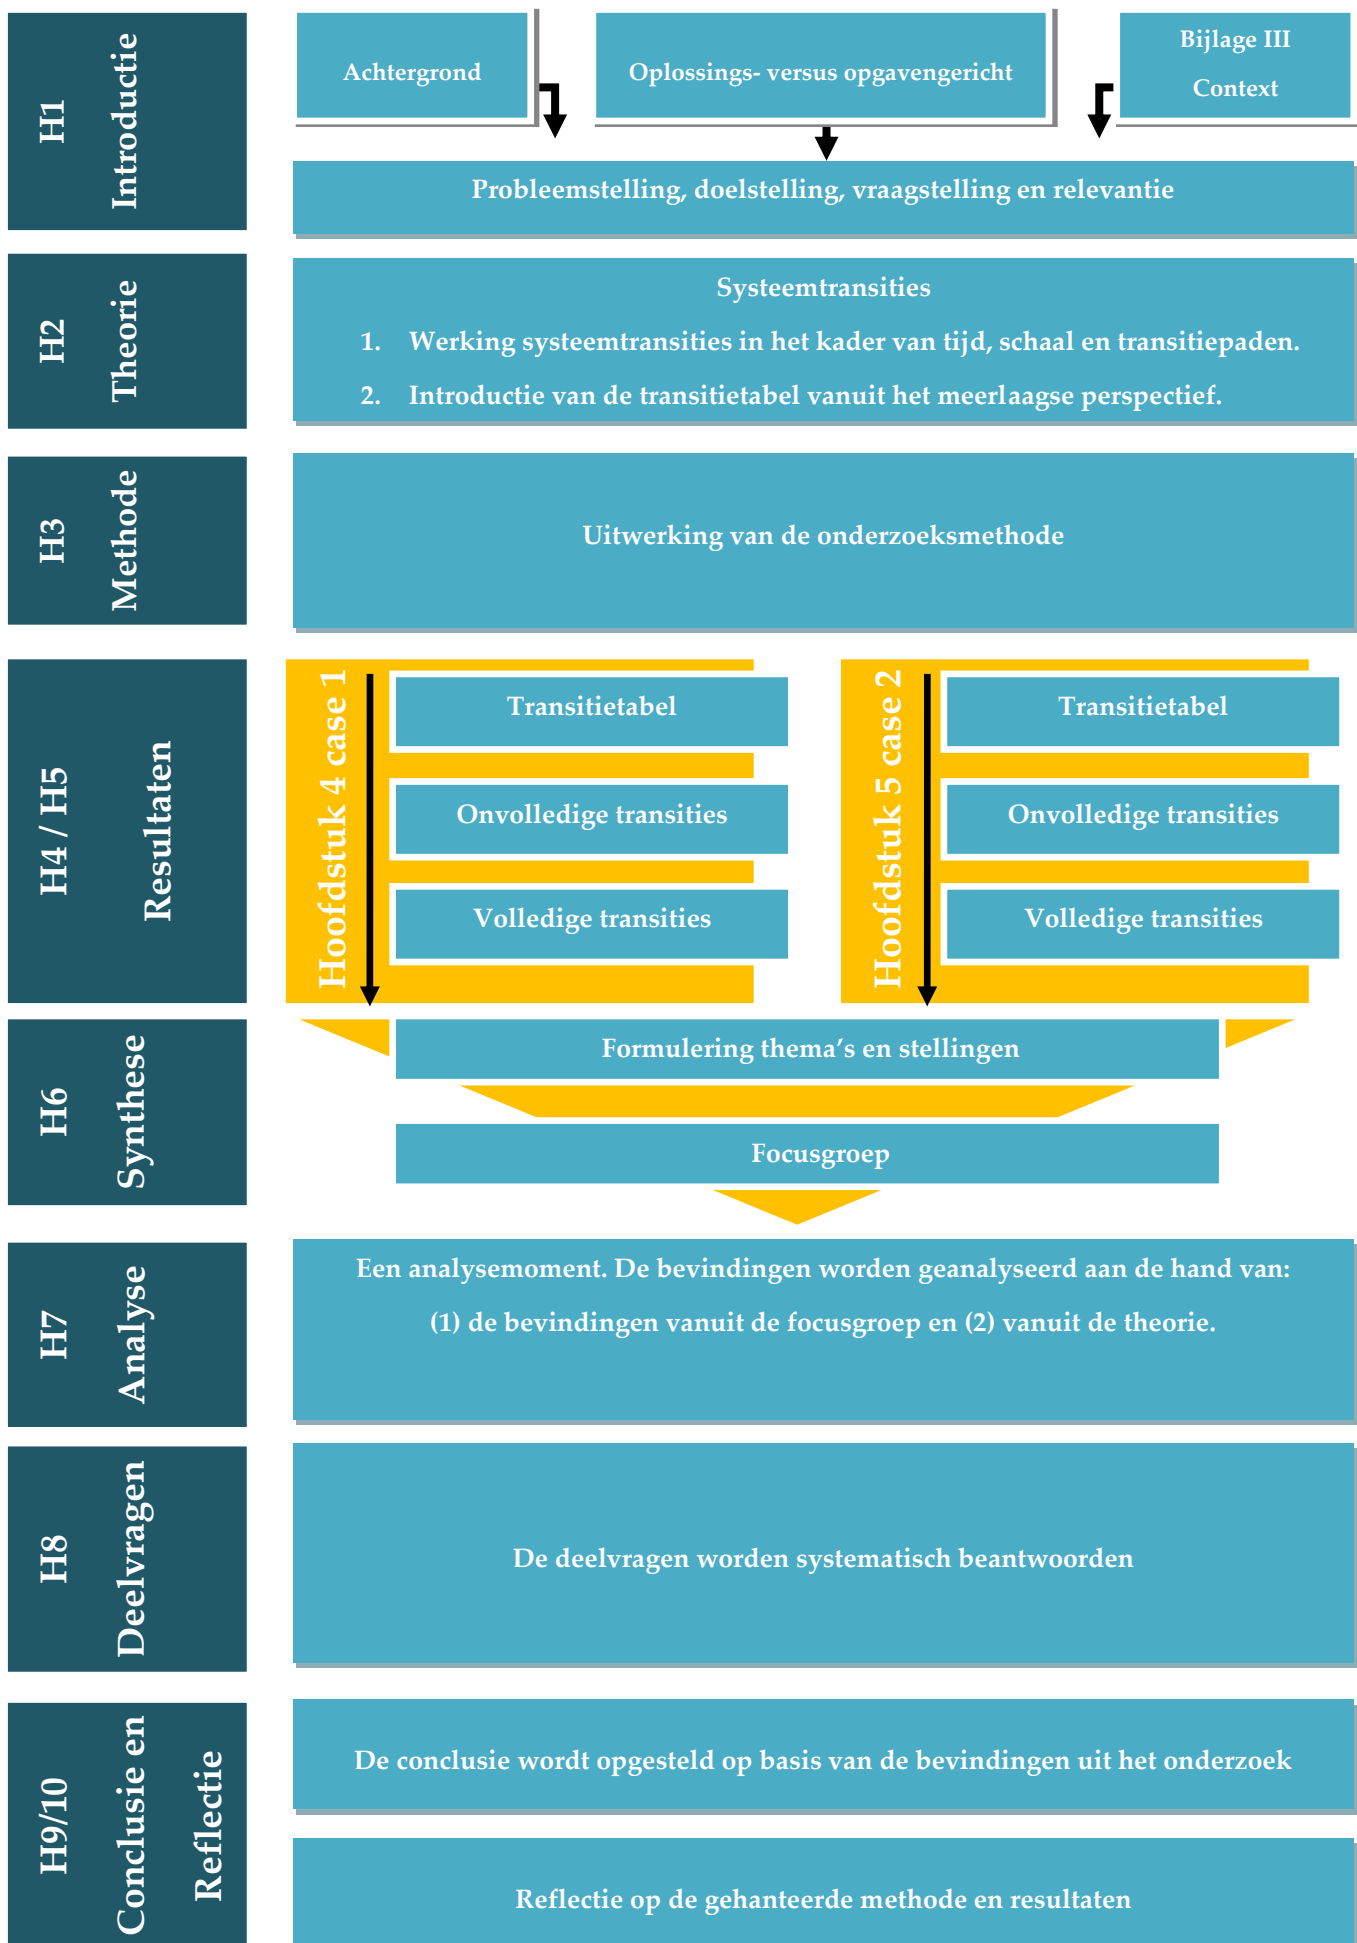 H1
Introductie
Achtergrond
Oplossings- versus opgavengericht
Bijlage III
Context
Probleemstelling, doelstelling, vraagstelling en relevantie
H2
Theorie
Systeemtransities
1. Werking systeemtransities in het kader van tijd, schaal en transitiepaden.
2. Introductie van de transitietabel vanuit het meerlaagse perspectief.
H3
Methode
Uitwerking van de onderzoeksmethode
H4 / H5
Resultaten
Hoofdstuk 4 case 1
Transitietabel
Onvolledige transities
Volledige transities
Hoofdstuk 5 case 2
Transitietabel
Onvolledige transities
Volledige transities
H6
Synthese
Formulering thema's en stellingen
Focusgroep
H7
Analyse
Een analysemoment. De bevindingen worden geanalyseerd aan de hand van:
(1) de bevindingen vanuit de focusgroep en (2) vanuit de theorie.
H8
Deelvragen
De deelvragen worden systematisch beantwoorden
H9/10
Conclusie en
Reflectie
De conclusie wordt opgesteld op basis van de bevindingen uit het onderzoek
Reflectie op de gehanteerde methode en resultaten